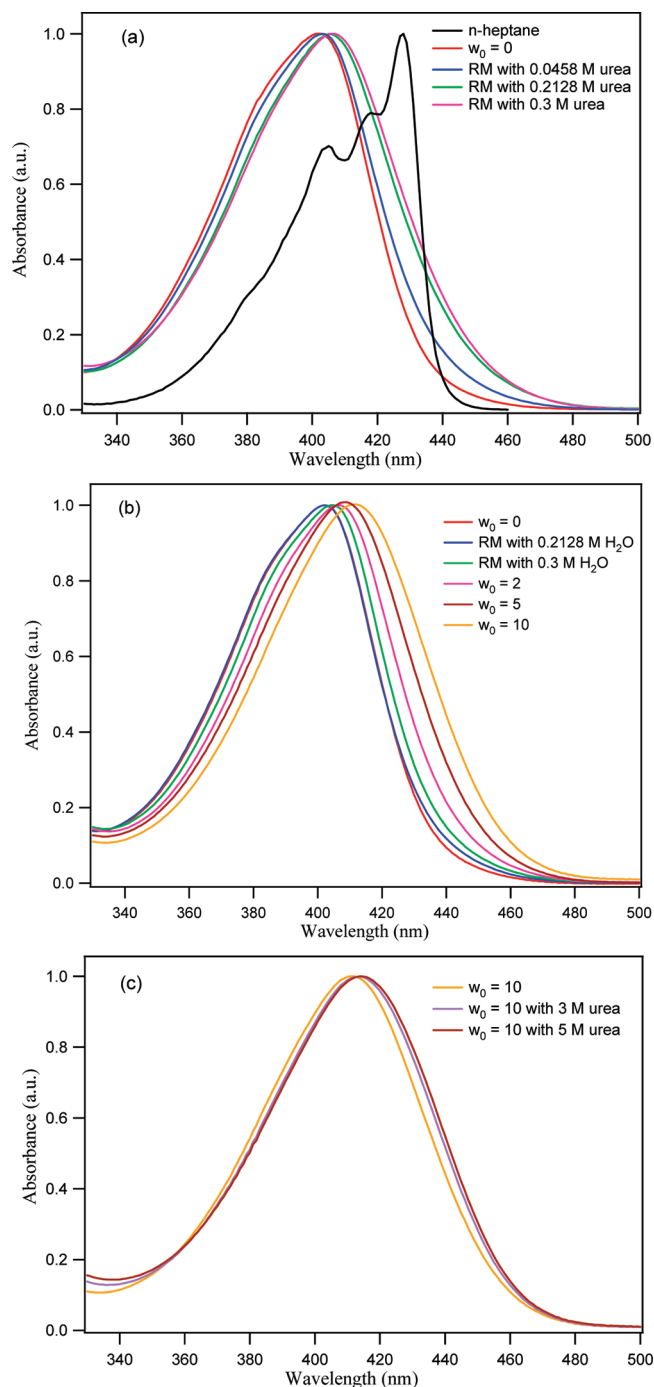 (a)
n-heptane
w₀ = 0
RM with 0.0458 M urea
RM with 0.2128 M urea
RM with 0.3 M urea
1.0
0.8
0.6
0.4
0.2
0.0
Absorbance (a.u.)
340 360 380 400 420 440 460 480 500
Wavelength (nm)
(b)
w₀ = 0
RM with 0.2128 M H₂O
RM with 0.3 M H₂O
w₀ = 2
w₀ = 5
w₀ = 10
1.0
0.8
0.6
0.4
0.2
0.0
Absorbance (a.u.)
340 360 380 400 420 440 460 480 500
Wavelength (nm)
(c)
w₀ = 10
w₀ = 10 with 3 M urea
w₀ = 10 with 5 M urea
1.0
0.8
0.6
0.4
0.2
0.0
Absorbance (a.u.)
340 360 380 400 420 440 460 480 500
Wavelength (nm)